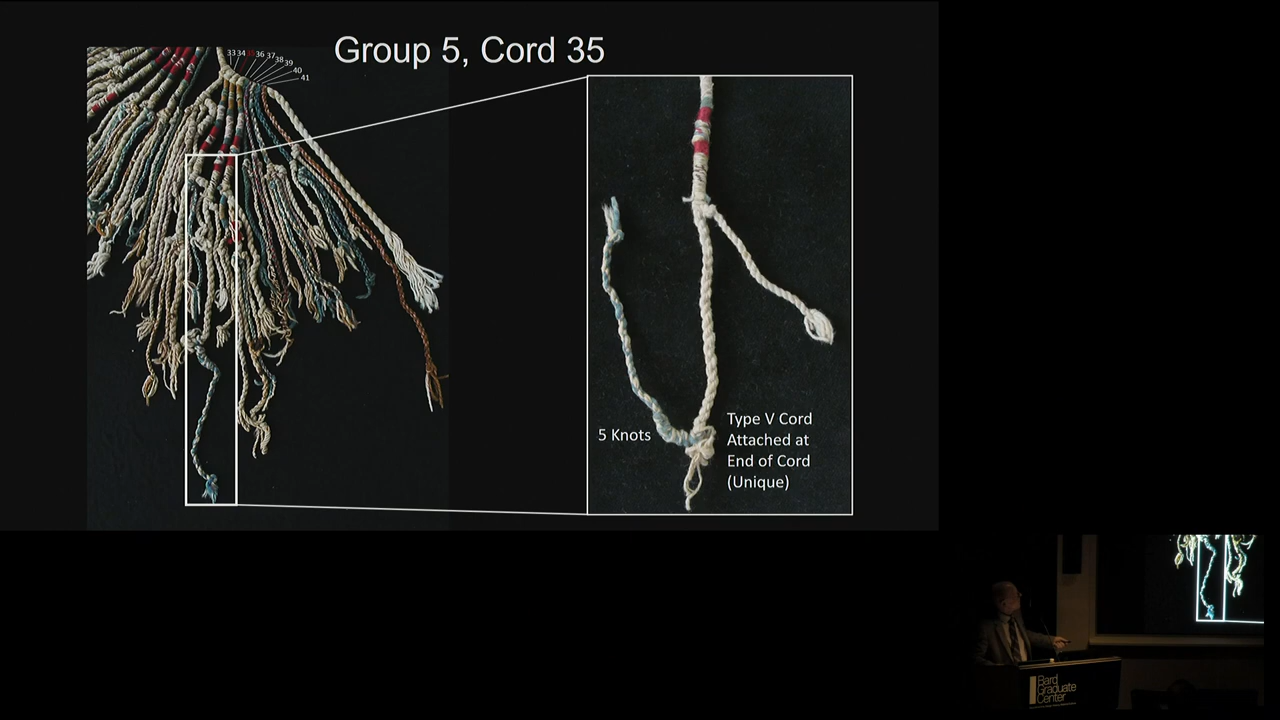 Group 5, Cord 35
33 34 35 36 37 38 39
40
41
5 Knots
Type V Cord
Attached at
End of Cord
(Unique)
Bard
Graduate
Center